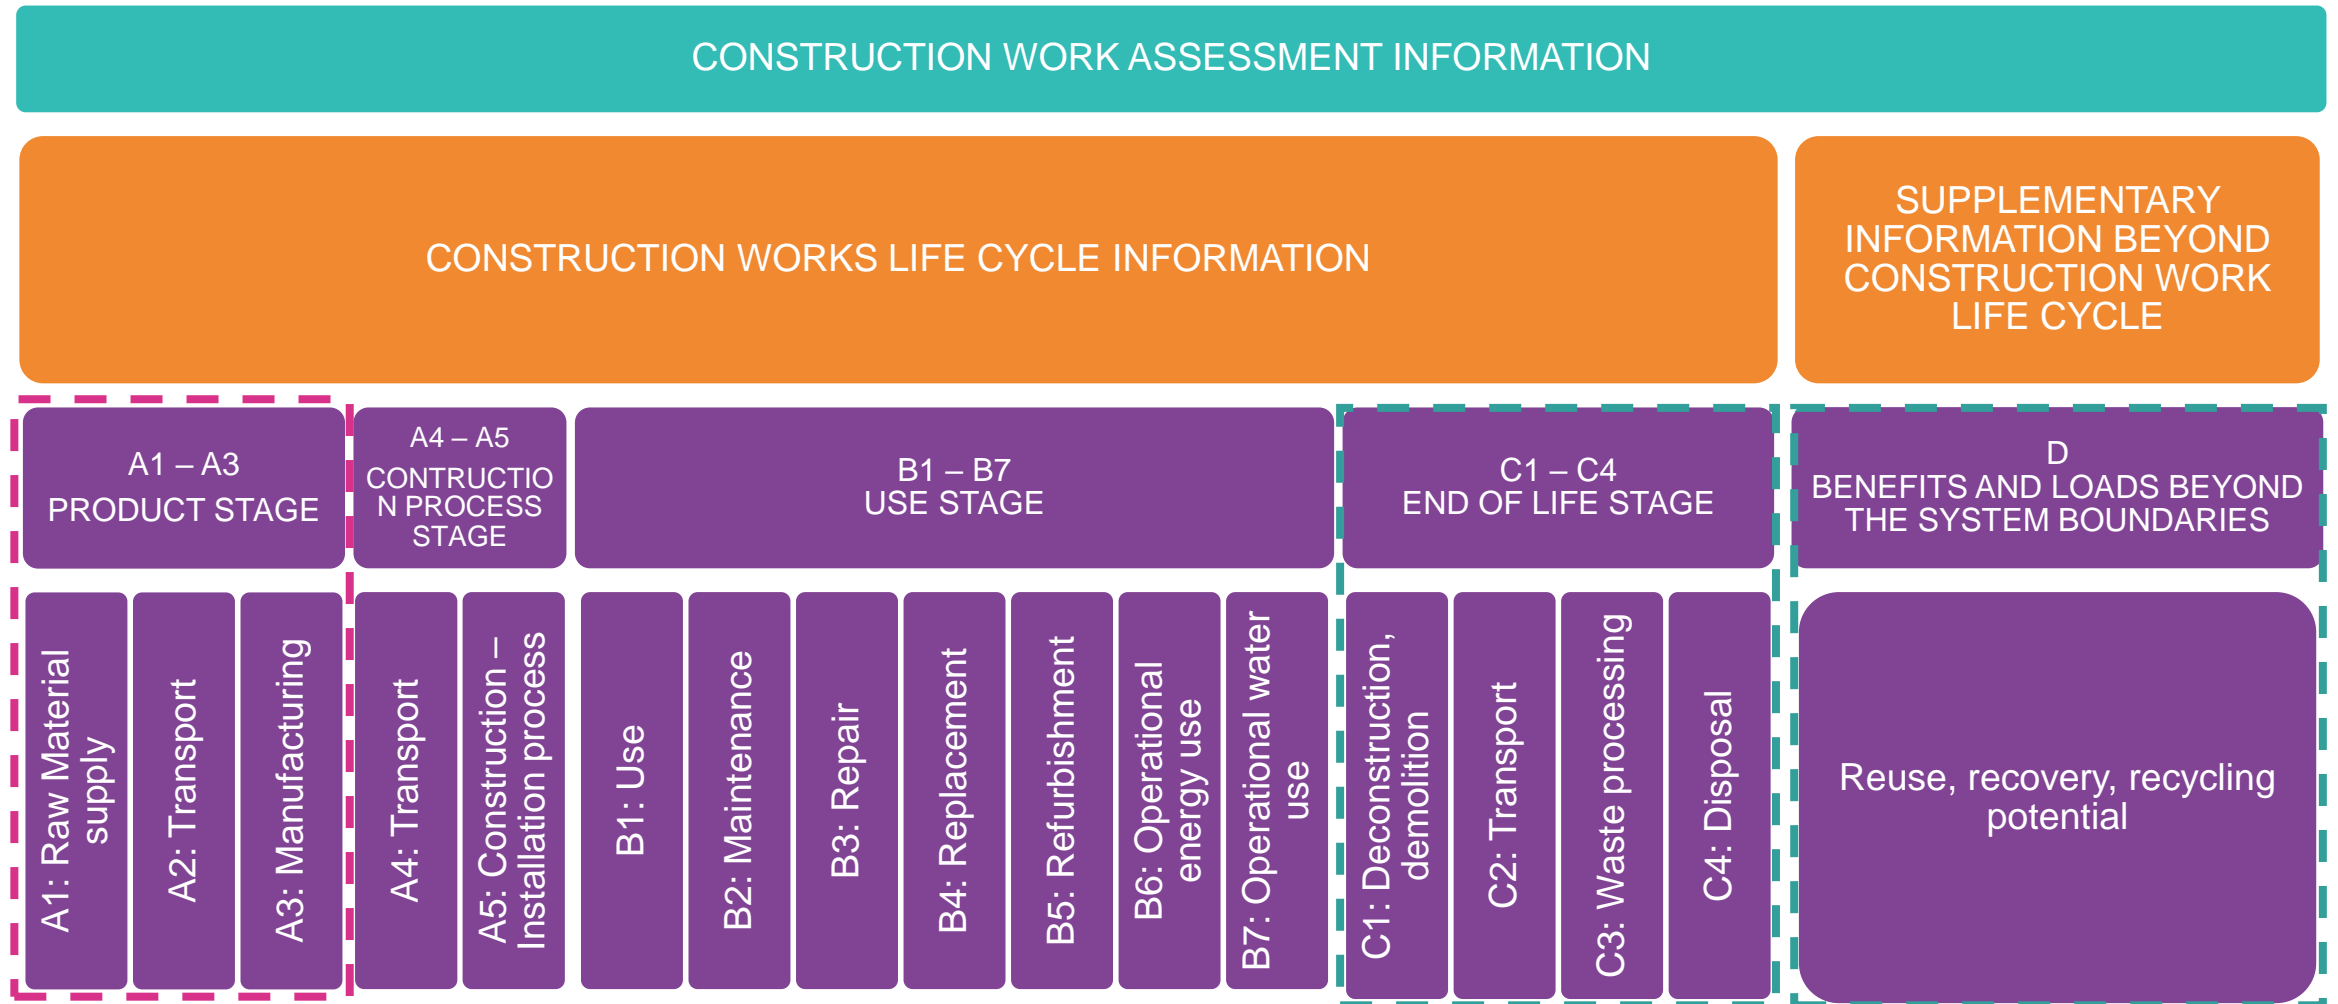 CONSTRUCTION WORK ASSESSMENT INFORMATION
CONSTRUCTION WORKS LIFE CYCLE INFORMATION
SUPPLEMENTARY
INFORMATION BEYOND
CONSTRUCTION WORK
LIFE CYCLE
A1 – A3
PRODUCT STAGE
A4 – A5
CONTRUCTIO
N PROCESS
STAGE
B1 – B7
USE STAGE
C1 – C4
END OF LIFE STAGE
D
BENEFITS AND LOADS BEYOND
THE SYSTEM BOUNDARIES
A1: Raw Material
supply
A2: Transport
A3: Manufacturing
A4: Transport
A5: Construction –
Installation process
B1: Use
B2: Maintenance
B3: Repair
B4: Replacement
B5: Refurbishment
B6: Operational
energy use
B7: Operational water
use
C1: Deconstruction,
demolition
C2: Transport
C3: Waste processing
C4: Disposal
Reuse, recovery, recycling
potential